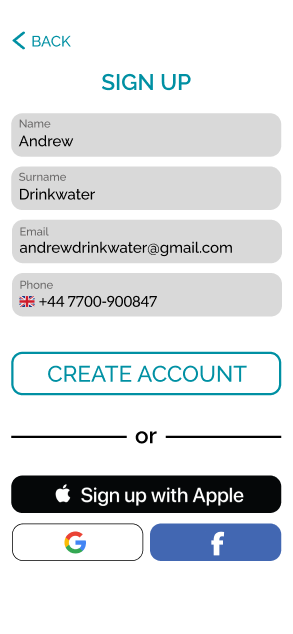 BACK
SIGN UP
Name
Andrew
Surname
Drinkwater
Email
andrewdrinkwater@gmail.com
Phone
+44 7700-900847
CREATE ACCOUNT
or
Sign up with Apple
G
f